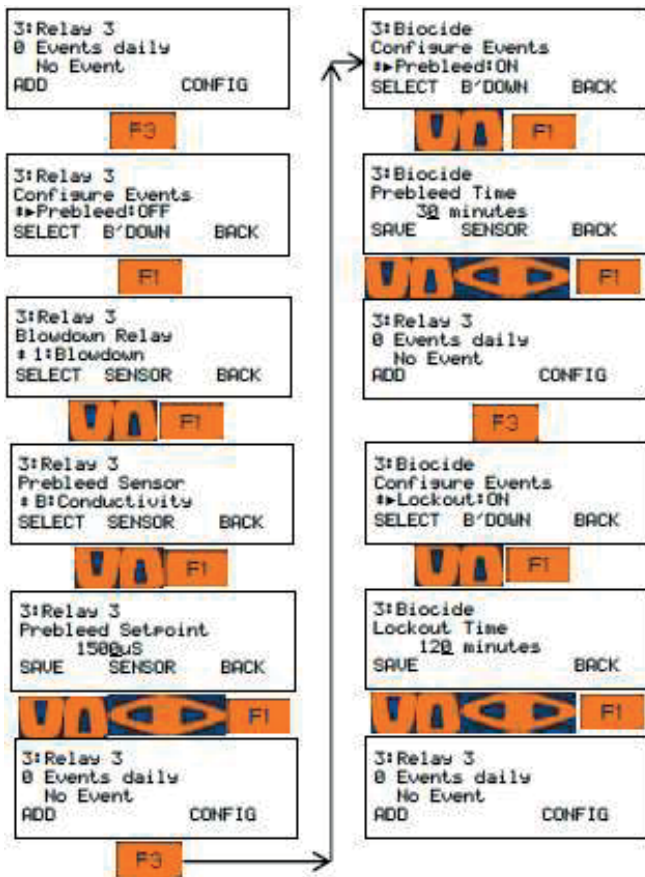 3:Relay 3
0 Events daily
No Event
ADD CONFIG
F3
3:Relay 3
Configure Events
↕►Prebleed:OFF
SELECT B'DOWN BACK
F1
3:Relay 3
Blowdown Relay
↕ 1:Blowdown
SELECT SENSOR BACK
F1
3:Relay 3
Prebleed Sensor
↕ B:Conductivity
SELECT SENSOR BACK
F1
3:Relay 3
Prebleed Setpoint
1500uS
SAVE SENSOR BACK
F1
3:Relay 3
0 Events daily
No Event
ADD CONFIG
F3
3:Biocide
Configure Events
↕►Prebleed:ON
SELECT B'DOWN BACK
F1
3:Biocide
Prebleed Time
30 minutes
SAVE SENSOR BACK
F1
3:Relay 3
0 Events daily
No Event
ADD CONFIG
F3
3:Biocide
Configure Events
↕►Lockout:ON
SELECT B'DOWN BACK
F1
3:Biocide
Lockout Time
120 minutes
SAVE BACK
F1
3:Relay 3
0 Events daily
No Event
ADD CONFIG